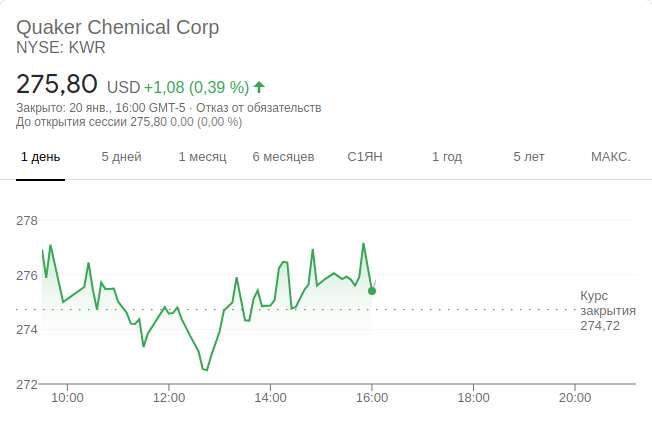 Quaker Chemical Corp
NYSE: KWR
275,80 USD +1,08 (0,39 %)
Закрыто: 20 янв., 16:00 GMT-5 · Отказ от обязательств
До открытия сессии 275,80 0,00 (0,00 %)
1 день 5 дней 1 месяц 6 месяцев С1ЯН 1 год 5 лет МАКС.
278
276
Курс
закрытия
274,72
274
272
10:00 12:00 14:00 16:00 18:00 20:00